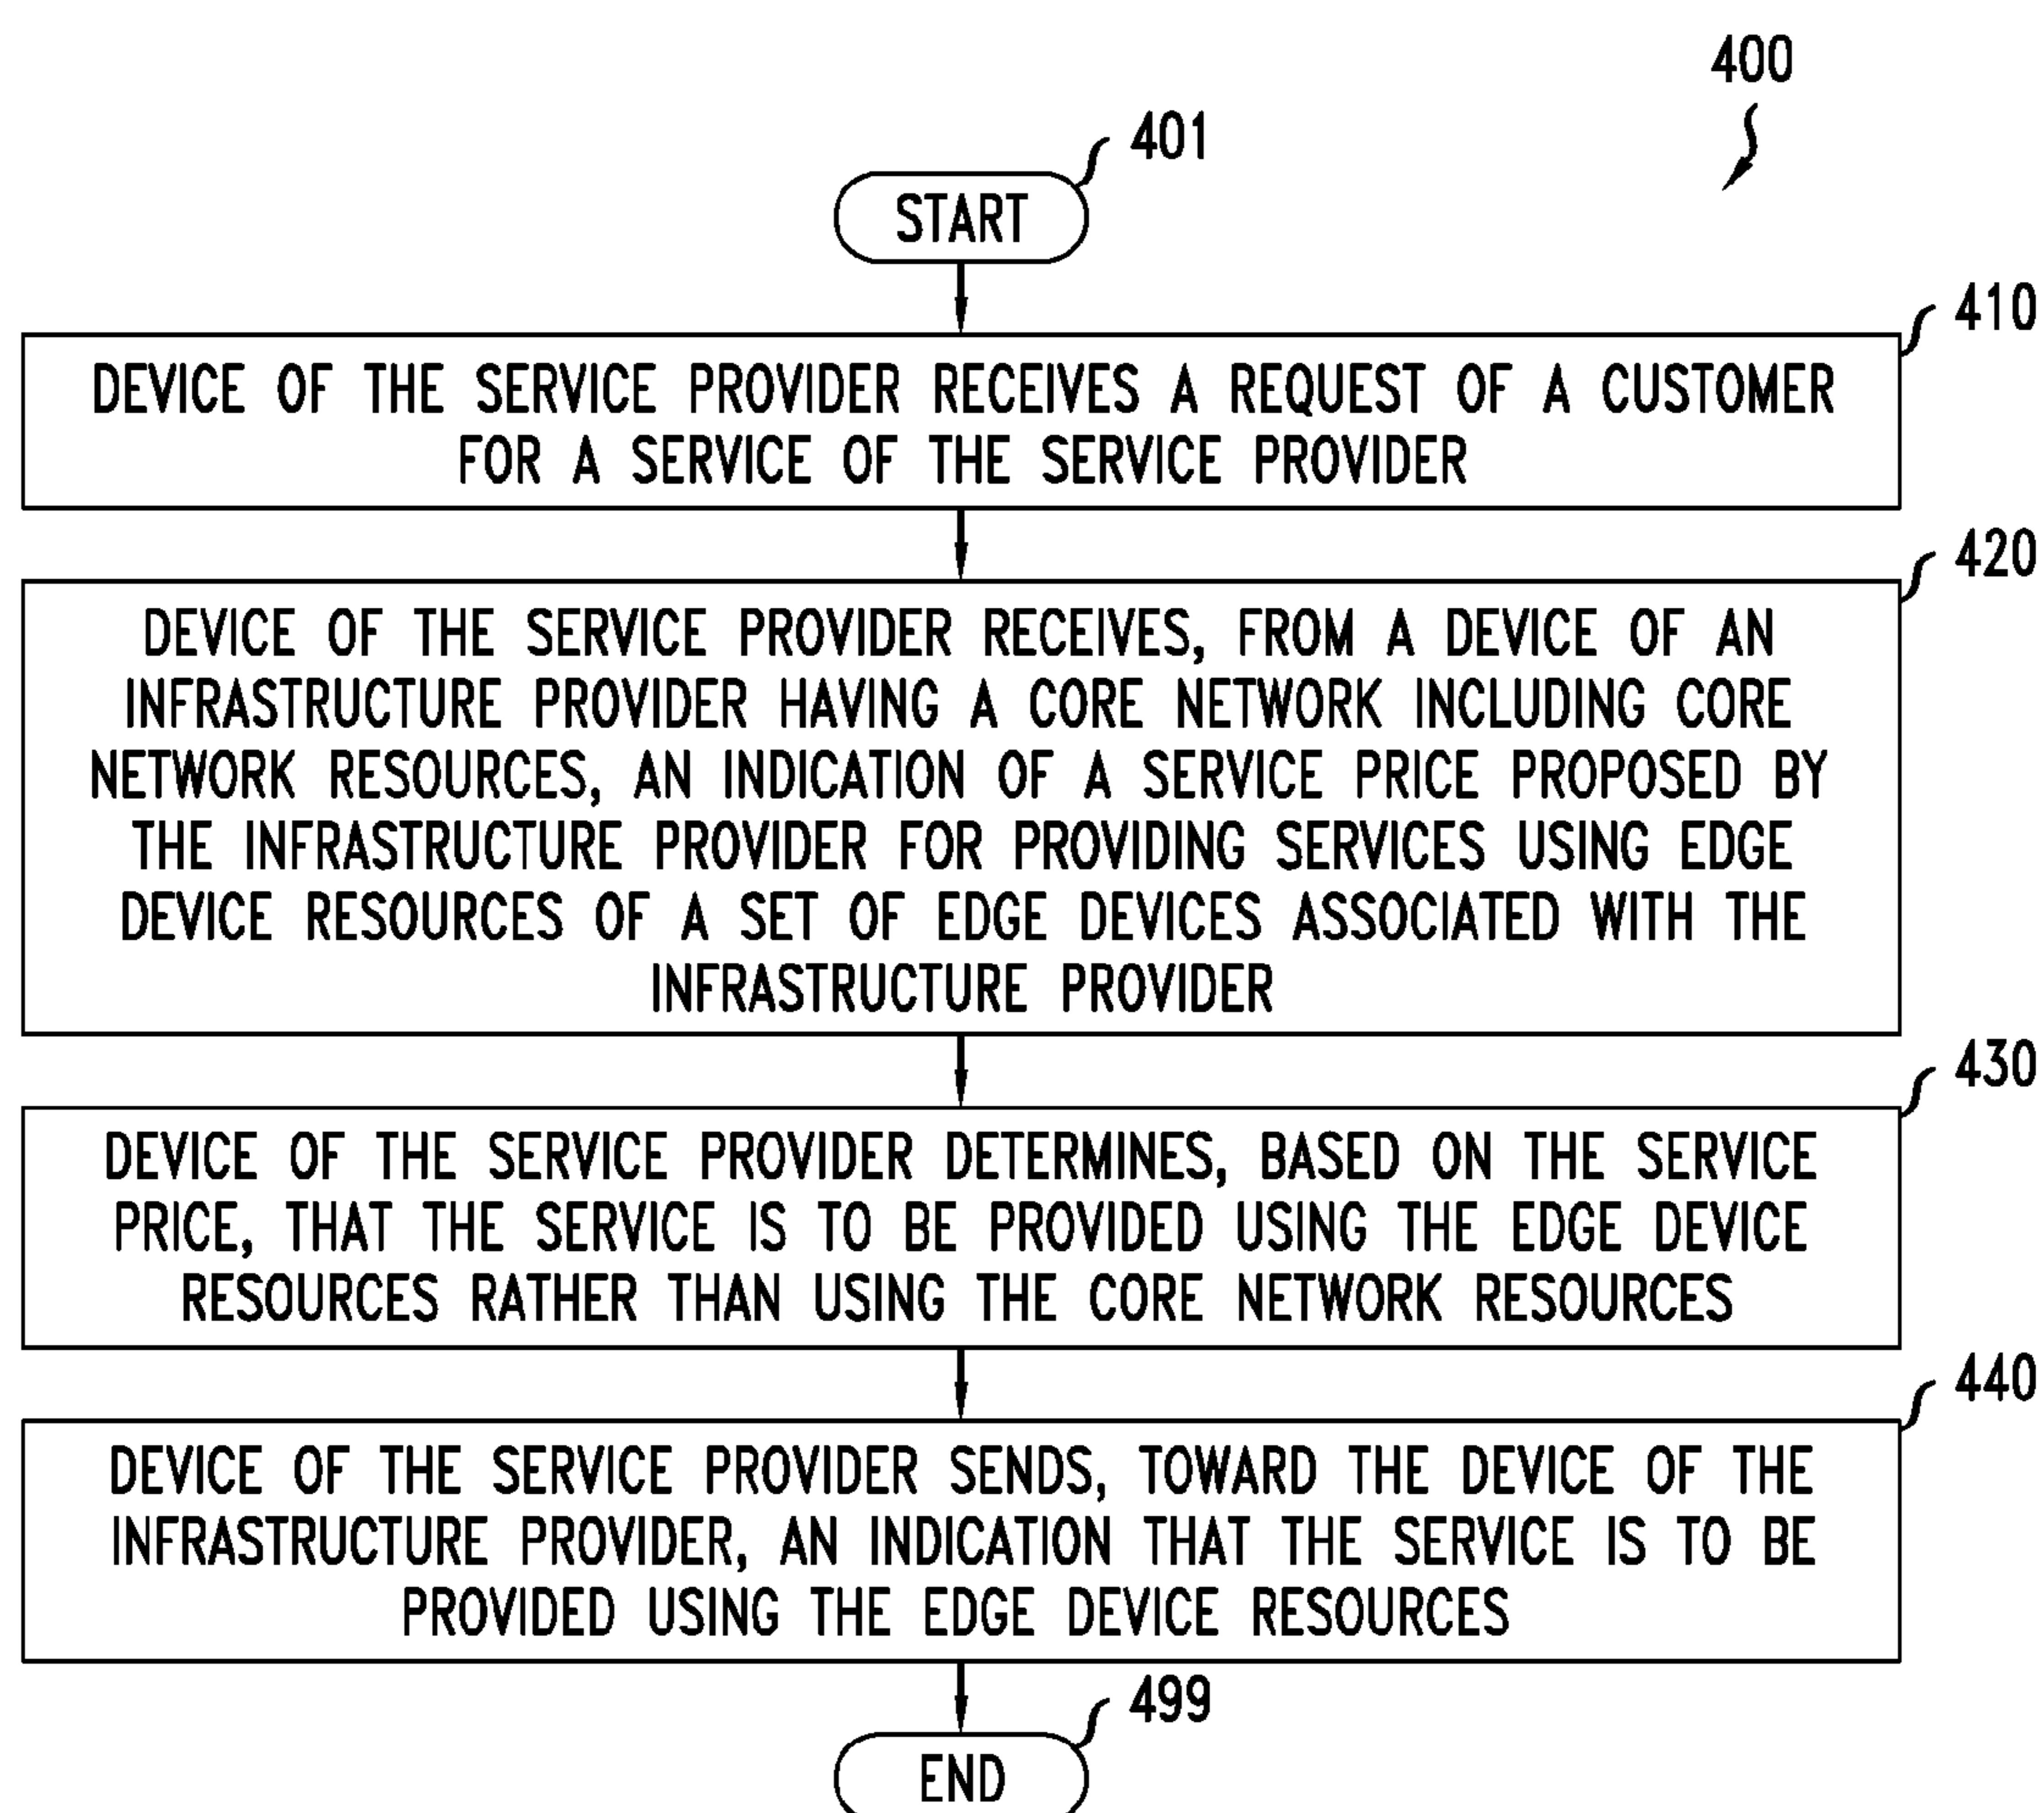 400
401
START
410
DEVICE OF THE SERVICE PROVIDER RECEIVES A REQUEST OF A CUSTOMER
FOR A SERVICE OF THE SERVICE PROVIDER
420
DEVICE OF THE SERVICE PROVIDER RECEIVES, FROM A DEVICE OF AN
INFRASTRUCTURE PROVIDER HAVING A CORE NETWORK INCLUDING CORE
NETWORK RESOURCES, AN INDICATION OF A SERVICE PRICE PROPOSED BY
THE INFRASTRUCTURE PROVIDER FOR PROVIDING SERVICES USING EDGE
DEVICE RESOURCES OF A SET OF EDGE DEVICES ASSOCIATED WITH THE
INFRASTRUCTURE PROVIDER
430
DEVICE OF THE SERVICE PROVIDER DETERMINES, BASED ON THE SERVICE
PRICE, THAT THE SERVICE IS TO BE PROVIDED USING THE EDGE DEVICE
RESOURCES RATHER THAN USING THE CORE NETWORK RESOURCES
440
DEVICE OF THE SERVICE PROVIDER SENDS, TOWARD THE DEVICE OF THE
INFRASTRUCTURE PROVIDER, AN INDICATION THAT THE SERVICE IS TO BE
PROVIDED USING THE EDGE DEVICE RESOURCES
499
END